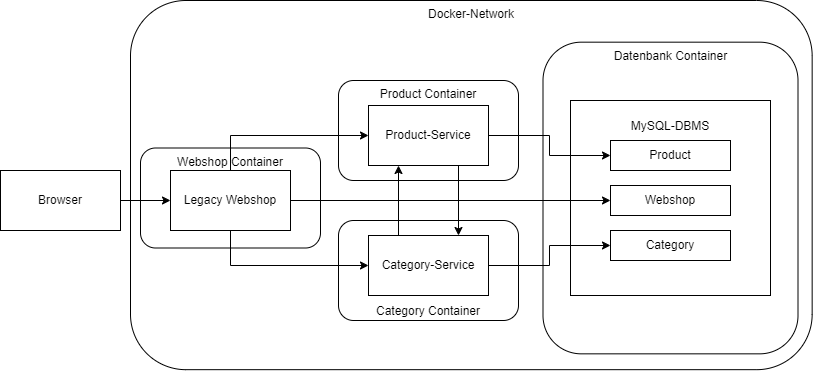 Docker-Network
Datenbank Container
Product Container
MySQL-DBMS
Product-Service
Product
Webshop Container
Browser
Legacy Webshop
Webshop
Category
Category-Service
Category Container